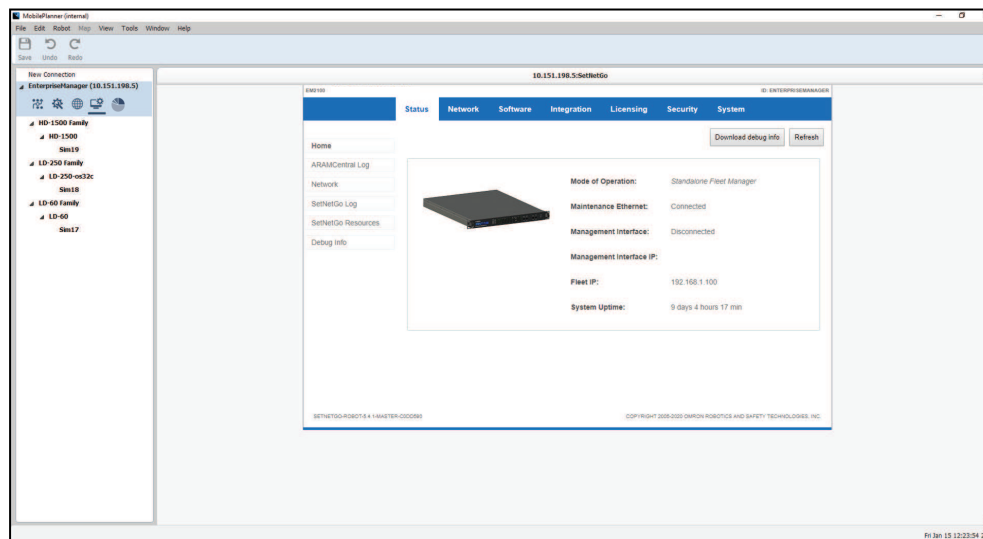 MobilePlanner (internal)
File Edit Robot Map View Tools Window Help
Save Undo Redo
New Connection
EnterpriseManager (10.151.198.5)
HD-1500 Family
HD-1500
Sim19
LD-250 Family
LD-250-os32c
Sim18
LD-60 Family
LD-60
Sim17
10.151.198.5:SetNetGo
EM2100 ID: ENTERPRISEMANAGER
Status Network Software Integration Licensing Security System
Download debug info Refresh
Home
ARAMCentral Log
Network
SetNetGo Log
SetNetGo Resources
Debug Info
Mode of Operation: Standalone Fleet Manager
Maintenance Ethernet: Connected
Management Interface: Disconnected
Management Interface IP:
Fleet IP: 192.168.1.100
System Uptime: 9 days 4 hours 17 min
COPYRIGHT 2005-2020 OMRON ROBOTICS AND SAFETY TECHNOLOGIES, INC.
Fri Jan 15 12:23:54